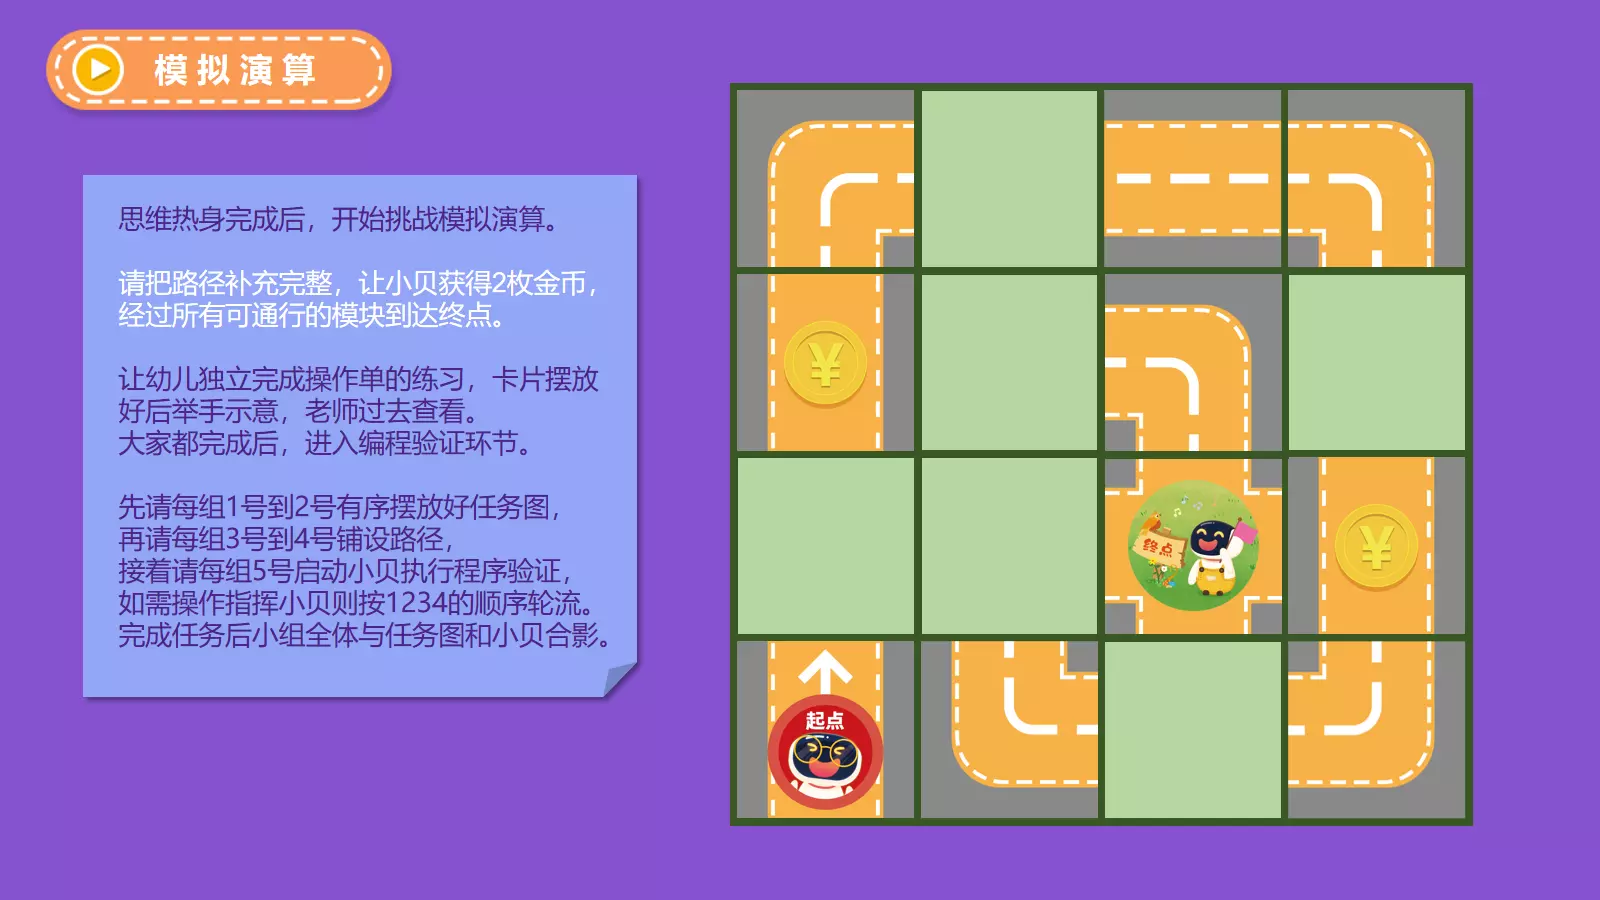 模拟演算
思维热身完成后，开始挑战模拟演算。
请把路径补充完整，让小贝获得2枚金币，
经过所有可通行的模块到达终点。
让幼儿独立完成操作单的练习，卡片摆放
好后举手示意，老师过去查看。
大家都完成后，进入编程验证环节。
先请每组1号到2号有序摆放好任务图，
再请每组3号到4号铺设路径，
接着请每组5号启动小贝执行程序验证，
如需操作指挥小贝则按1234的顺序轮流。
完成任务后小组全体与任务图和小贝合影。
¥
终点
¥
起点